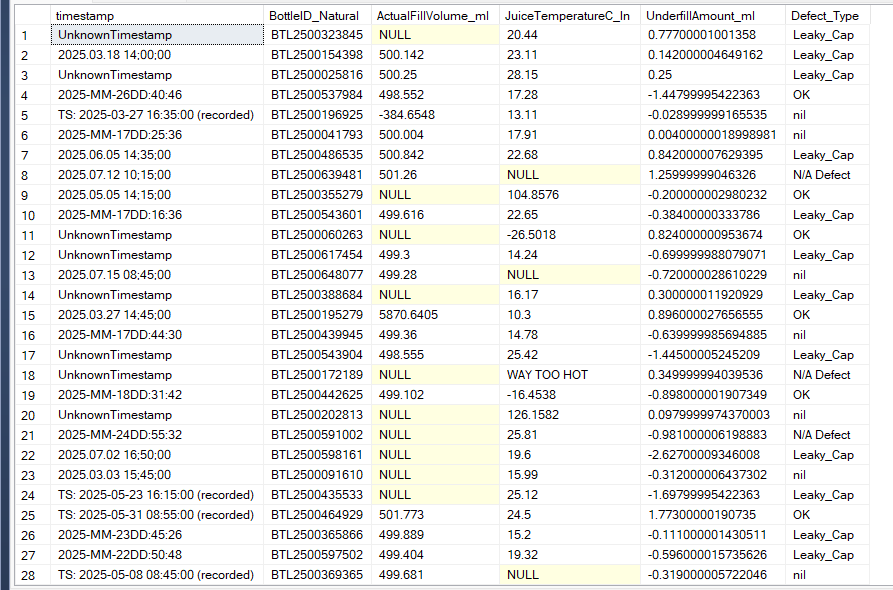 timestamp BottleID_Natural ActualFillVolume_ml JuiceTemperatureC_In UnderfillAmount_ml Defect_Type
1 UnknownTimestamp BTL2500323845 NULL 20.44 0.77700001001358 Leaky_Cap
2 2025.03.18 14;00;00 BTL2500154398 500.142 23.11 0.142000004649162 Leaky_Cap
3 UnknownTimestamp BTL2500025816 500.25 28.15 0.25 Leaky_Cap
4 2025-MM-26DD:40:46 BTL2500537984 498.552 17.28 -1.44799995422363 OK
5 TS: 2025-03-27 16:35:00 (recorded) BTL2500196925 -384.6548 13.11 -0.028999999165535 nil
6 2025-MM-17DD:25:36 BTL2500041793 500.004 17.91 0.00400000018998981 nil
7 2025.06.05 14;35;00 BTL2500486535 500.842 22.68 0.842000007629395 Leaky_Cap
8 2025.07.12 10;15;00 BTL2500639481 501.26 NULL 1.25999999046326 N/A Defect
9 2025.05.05 14;15;00 BTL2500355279 NULL 104.8576 -0.200000002980232 OK
10 2025-MM-17DD:16:36 BTL2500543601 499.616 22.65 -0.38400000333786 Leaky_Cap
11 UnknownTimestamp BTL2500060263 NULL -26.5018 0.824000000953674 OK
12 UnknownTimestamp BTL2500617454 499.3 14.24 -0.699999988079071 Leaky_Cap
13 2025.07.15 08;45;00 BTL2500648077 499.28 NULL -0.720000028610229 nil
14 UnknownTimestamp BTL2500388684 NULL 16.17 0.300000011920929 Leaky_Cap
15 2025.03.27 14;45;00 BTL2500195279 5870.6405 10.3 0.896000027656555 OK
16 2025-MM-17DD:44:30 BTL2500439945 499.36 14.78 -0.639999985694885 nil
17 UnknownTimestamp BTL2500543904 498.555 25.42 -1.44500005245209 Leaky_Cap
18 UnknownTimestamp BTL2500172189 NULL WAY TOO HOT 0.349999994039536 N/A Defect
19 2025-MM-18DD:31:42 BTL2500442625 499.102 -16.4538 -0.898000001907349 OK
20 UnknownTimestamp BTL2500202813 NULL 126.1582 0.0979999974370003 nil
21 2025-MM-24DD:55:32 BTL2500591002 NULL 25.81 -0.981000006198883 N/A Defect
22 2025.07.02 16;50;00 BTL2500598161 NULL 19.6 -2.62700009346008 Leaky_Cap
23 2025.03.03 15;45;00 BTL2500091610 NULL 15.99 -0.312000006437302 nil
24 TS: 2025-05-23 16:15:00 (recorded) BTL2500435533 NULL 25.12 -1.69799995422363 Leaky_Cap
25 TS: 2025-05-31 08:55:00 (recorded) BTL2500464929 501.773 24.5 1.77300000190735 OK
26 2025-MM-23DD:45:26 BTL2500365866 499.889 15.2 -0.111000001430511 Leaky_Cap
27 2025-MM-22DD:50:48 BTL2500597502 499.404 19.32 -0.596000015735626 Leaky_Cap
28 TS: 2025-05-08 08:45:00 (recorded) BTL2500369365 499.681 NULL -0.319000005722046 nil